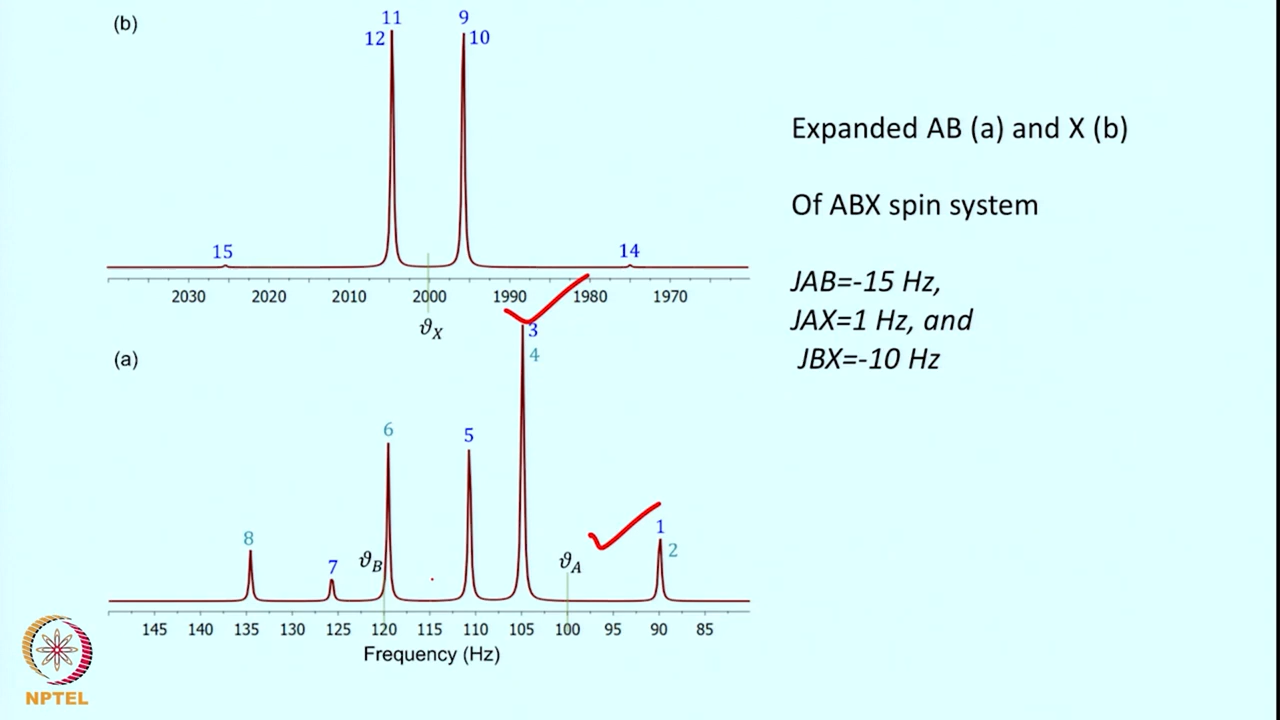 (b)
11
12
9
10
15
14
2030 2020 2010 2000 1990 1980 1970
ϑX
(a)
3
4
6
5
8
7
ϑB
ϑA
1
2
145 140 135 130 125 120 115 110 105 100 95 90 85
Frequency (Hz)
Expanded AB (a) and X (b)
Of ABX spin system
JAB=-15 Hz,
JAX=1 Hz, and
JBX=-10 Hz
NPTEL